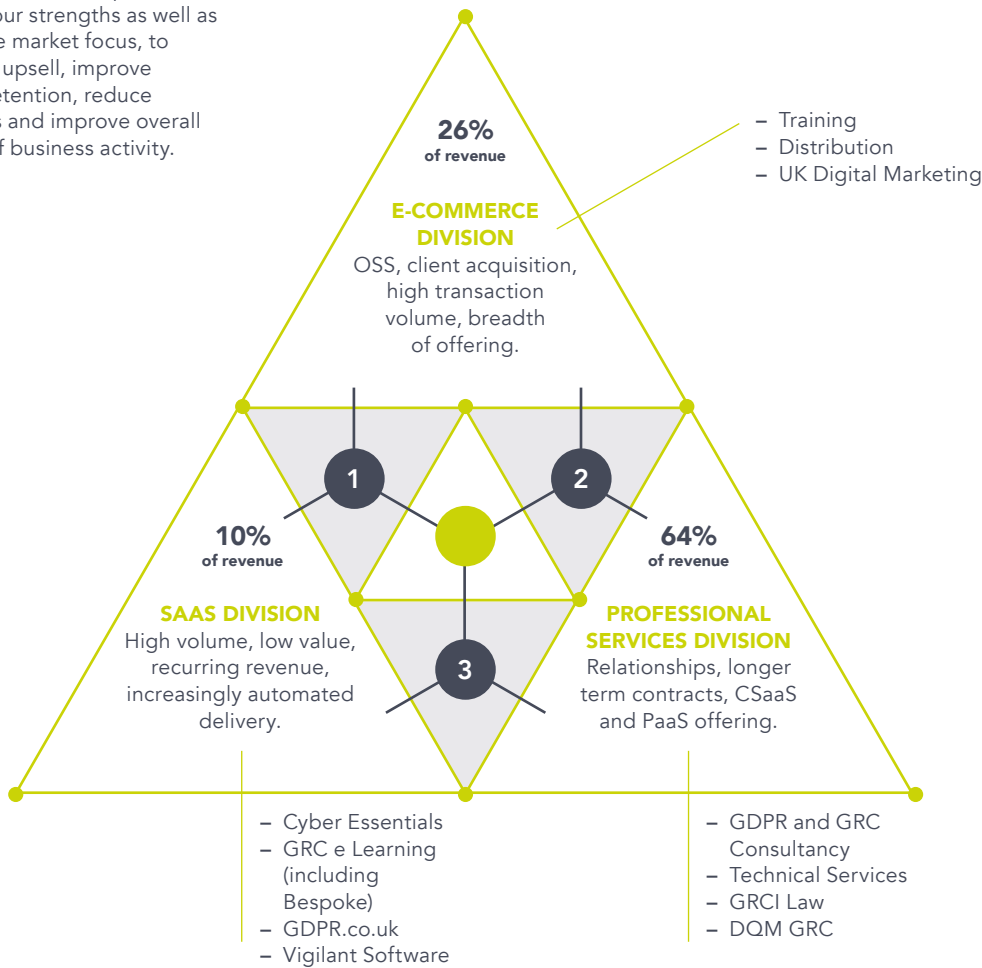 our strengths as well as
market focus, to
upsell, improve
retention, reduce
and improve overall
business activity.
26%
of revenue
E-COMMERCE
DIVISION
OSS, client acquisition,
high transaction
volume, breadth
of offering.
– Training
– Distribution
– UK Digital Marketing
1
2
3
10%
of revenue
SAAS DIVISION
High volume, low value,
recurring revenue,
increasingly automated
delivery.
64%
of revenue
PROFESSIONAL
SERVICES DIVISION
Relationships, longer
term contracts, CSaaS
and PaaS offering.
– Cyber Essentials
– GRC e Learning
(including
Bespoke)
– GDPR.co.uk
– Vigilant Software
– GDPR and GRC
Consultancy
– Technical Services
– GRCI Law
– DQM GRC